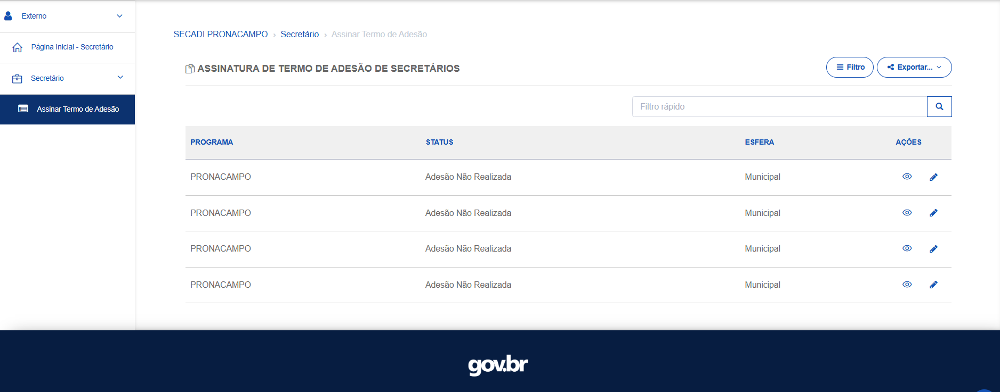 Externo
Página Inicial - Secretário
Secretário
Assinar Termo de Adesão
SECADI PRONACAMPO › Secretário › Assinar Termo de Adesão
ASSINATURA DE TERMO DE ADESÃO DE SECRETÁRIOS
Filtro Exportar...
Filtro rápido
PROGRAMA STATUS ESFERA AÇÕES
PRONACAMPO Adesão Não Realizada Municipal
PRONACAMPO Adesão Não Realizada Municipal
PRONACAMPO Adesão Não Realizada Municipal
PRONACAMPO Adesão Não Realizada Municipal
gov.br